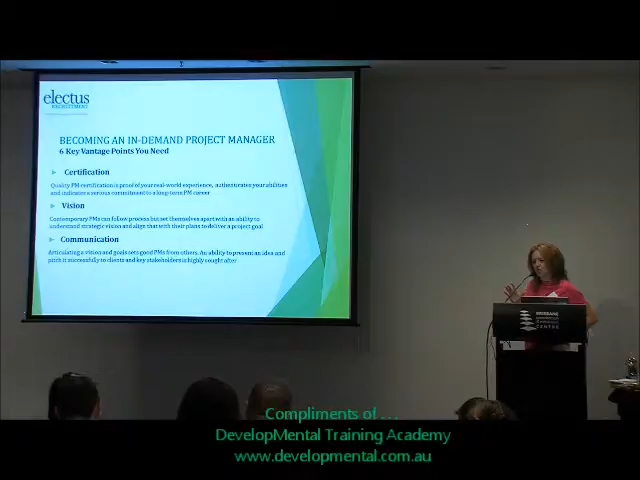 electus
RECRUITMENT
BECOMING AN IN-DEMAND PROJECT MANAGER
6 Key Vantage Points You Need
Certification
Quality PM certification is proof of your real-world experience, authenticates your abilities
and indicates a serious commitment to a long-term PM career
Vision
Contemporary PMs can follow process but set themselves apart with an ability to
understand strategic vision and align that with their plans to deliver a project goal
Communication
Articulating a vision and goals sets good PMs from others. An ability to present an idea and
pitch it successfully to clients and key stakeholders is highly sought after
BRISBANE
CENTRE
Compliments of . . .
DevelopMental Training Academy
www.developmental.com.au